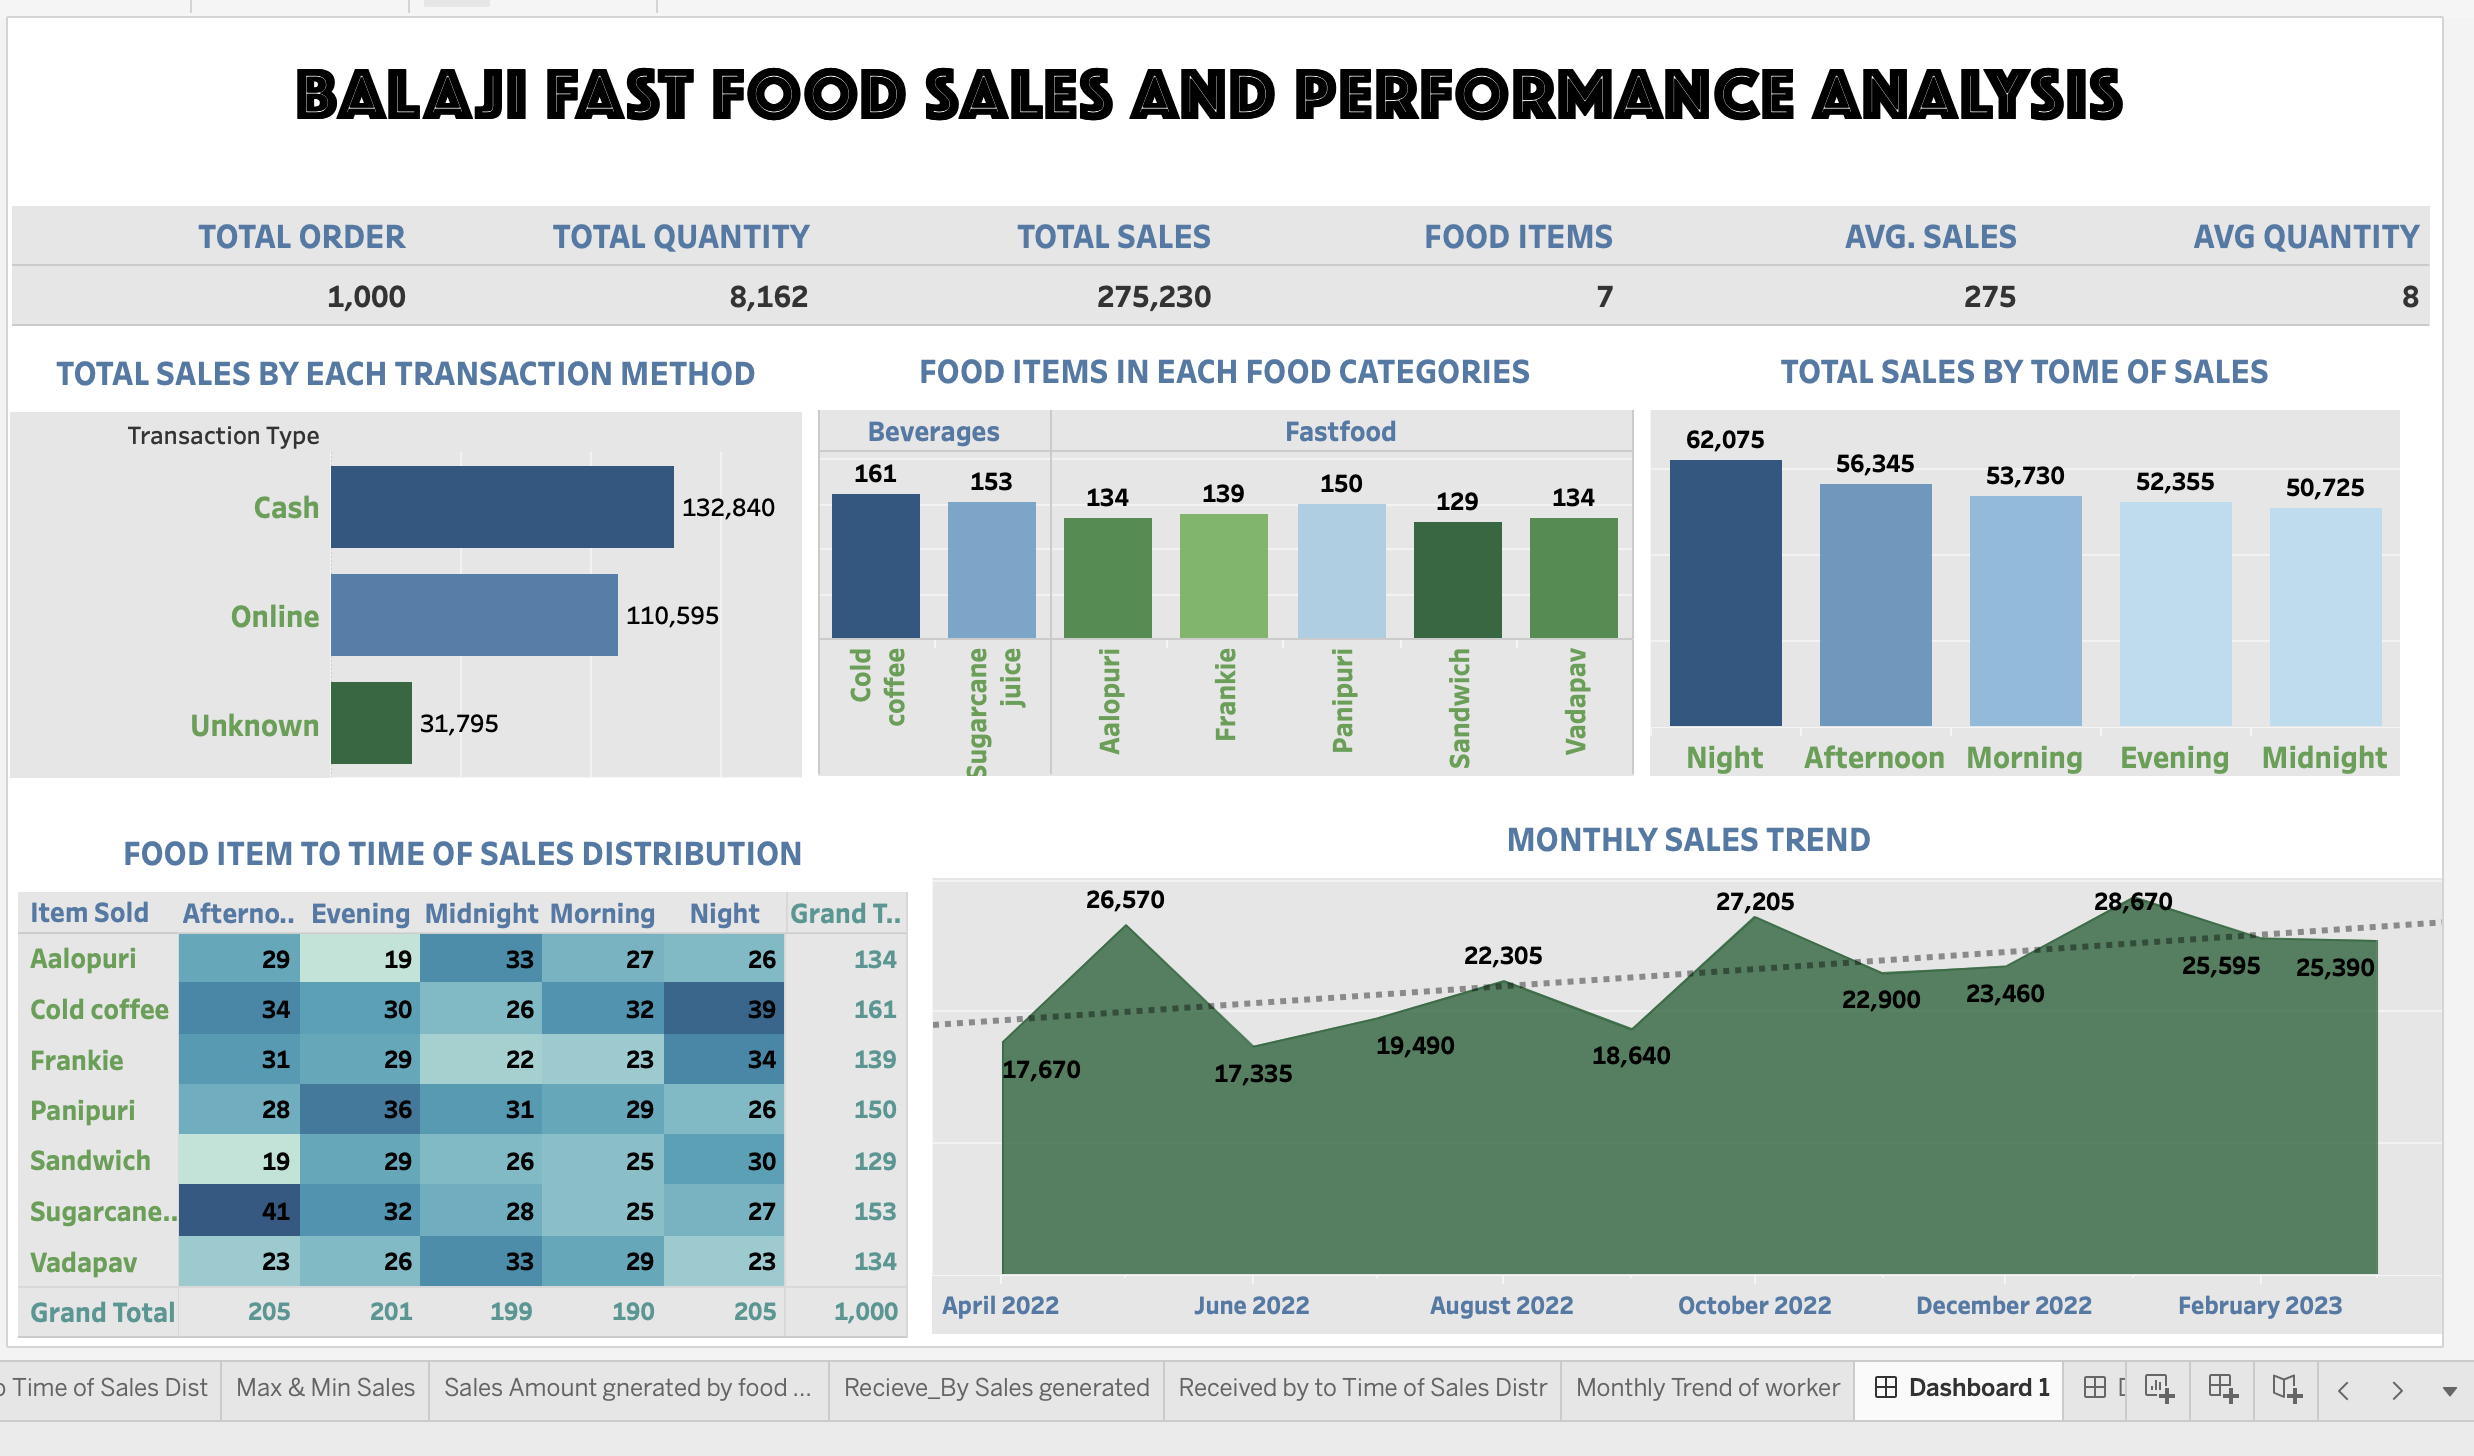 BALAJI FAST FOOD SALES AND PERFORMANCE ANALYSIS
TOTAL ORDER TOTAL QUANTITY TOTAL SALES FOOD ITEMS AVG. SALES AVG QUANTITY
1,000 8,162 275,230 7 275 8
TOTAL SALES BY EACH TRANSACTION METHOD
Transaction Type
Cash 132,840
Online 110,595
Unknown 31,795
FOOD ITEMS IN EACH FOOD CATEGORIES
Beverages Fastfood
161 153 134 139 150 129 134
Cold coffee Sugarcane juice Aalopuri Frankie Panipuri Sandwich Vadapav
TOTAL SALES BY TOME OF SALES
62,075 56,345 53,730 52,355 50,725
Night Afternoon Morning Evening Midnight
FOOD ITEM TO TIME OF SALES DISTRIBUTION
Item Sold Afterno.. Evening Midnight Morning Night Grand T..
Aalopuri 29 19 33 27 26 134
Cold coffee 34 30 26 32 39 161
Frankie 31 29 22 23 34 139
Panipuri 28 36 31 29 26 150
Sandwich 19 29 26 25 30 129
Sugarcane.. 41 32 28 25 27 153
Vadapav 23 26 33 29 23 134
Grand Total 205 201 199 190 205 1,000
MONTHLY SALES TREND
17,670 26,570 17,335 19,490 22,305 18,640 27,205 22,900 23,460 28,670 25,595 25,390
April 2022 June 2022 August 2022 October 2022 December 2022 February 2023
o Time of Sales Dist Max & Min Sales Sales Amount gnerated by food ... Recieve_By Sales generated Received by to Time of Sales Distr Monthly Trend of worker Dashboard 1